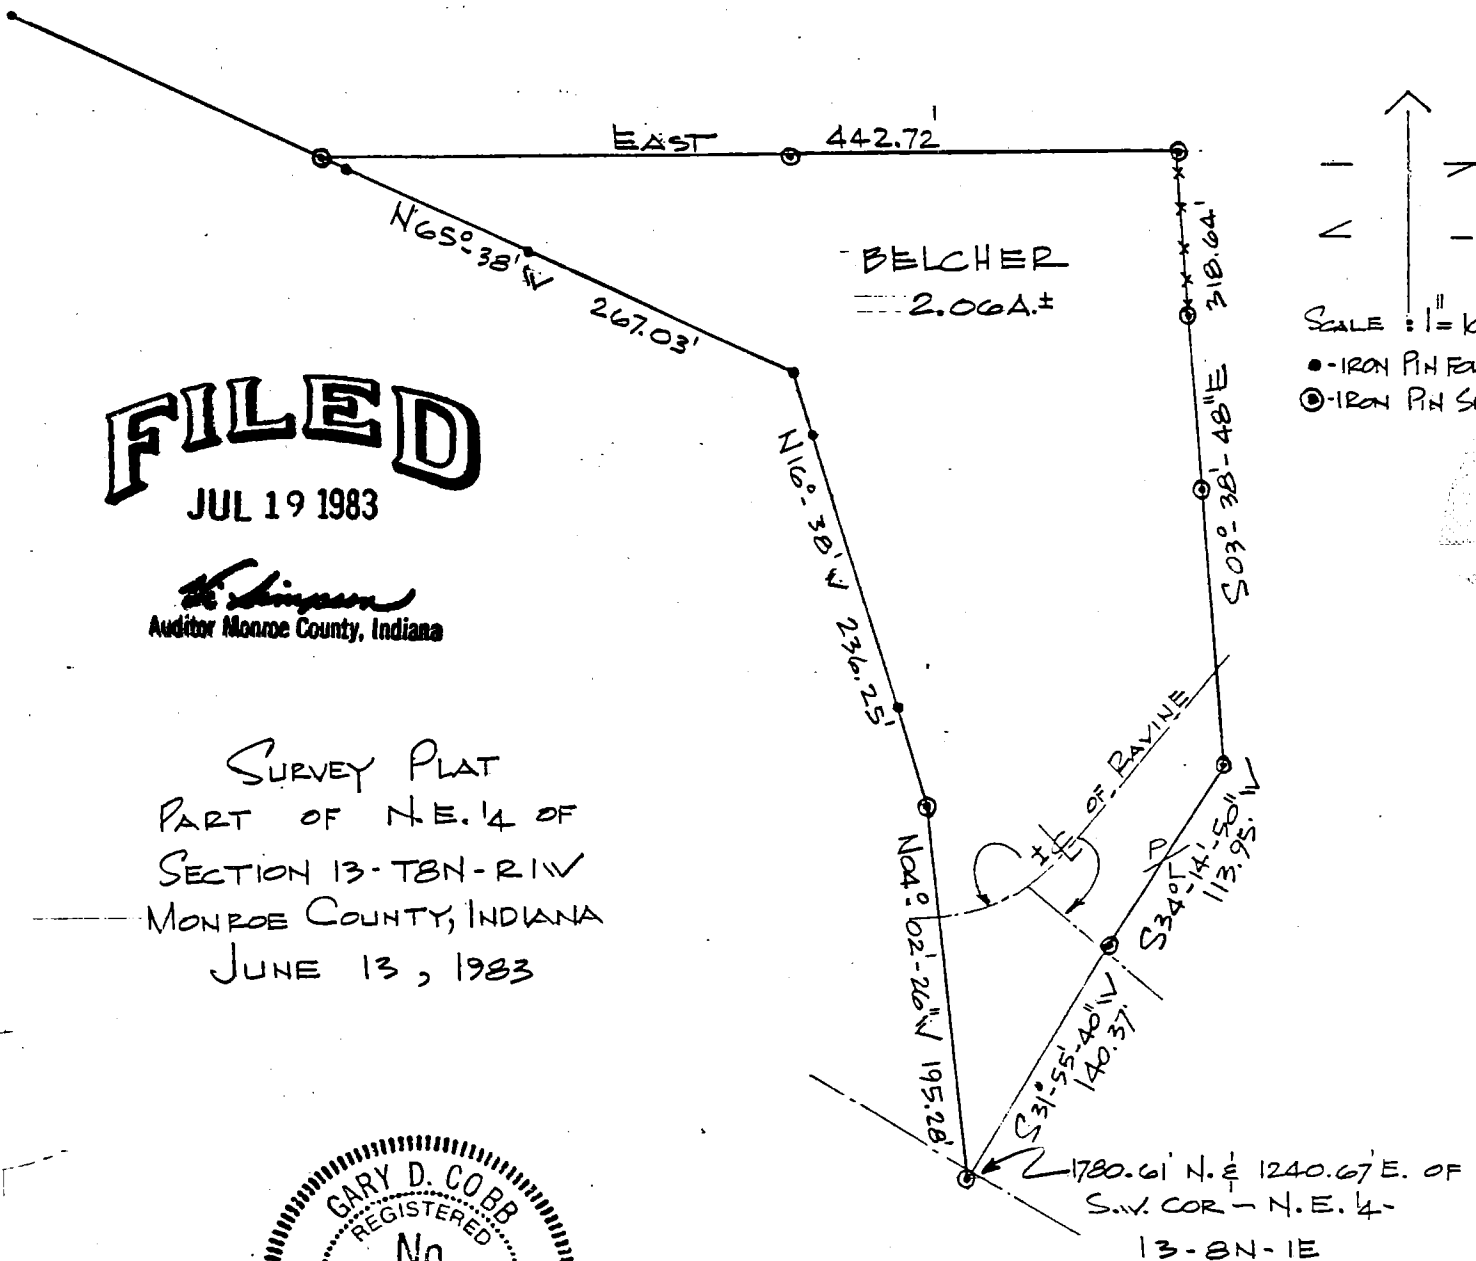 EAST 442.72'
N65°-38'W 267.03'
BELCHER
2.06A.±
318.64'
S03°-38'-48"E
SCALE : 1"=10
●-IRON PIN FOU
◉-IRON PIN S
FILED
JUL 19 1983
Auditor Monroe County, Indiana
N16°-38'W 236.25'
SURVEY PLAT
PART OF N.E. 1/4 OF
SECTION 13-T8N-R1W
MONROE COUNTY, INDIANA
JUNE 13, 1983
± ℄ OF RAVINE
S34°-14'-50"W
113.95'
N04°-02'-26"W 195.28'
S31°-55'-40"W
140.37'
1780.61' N. & 1240.67' E. OF
S.W. COR - N.E. 1/4-
13-8N-1E
GARY D. COBB
REGISTERED
No.